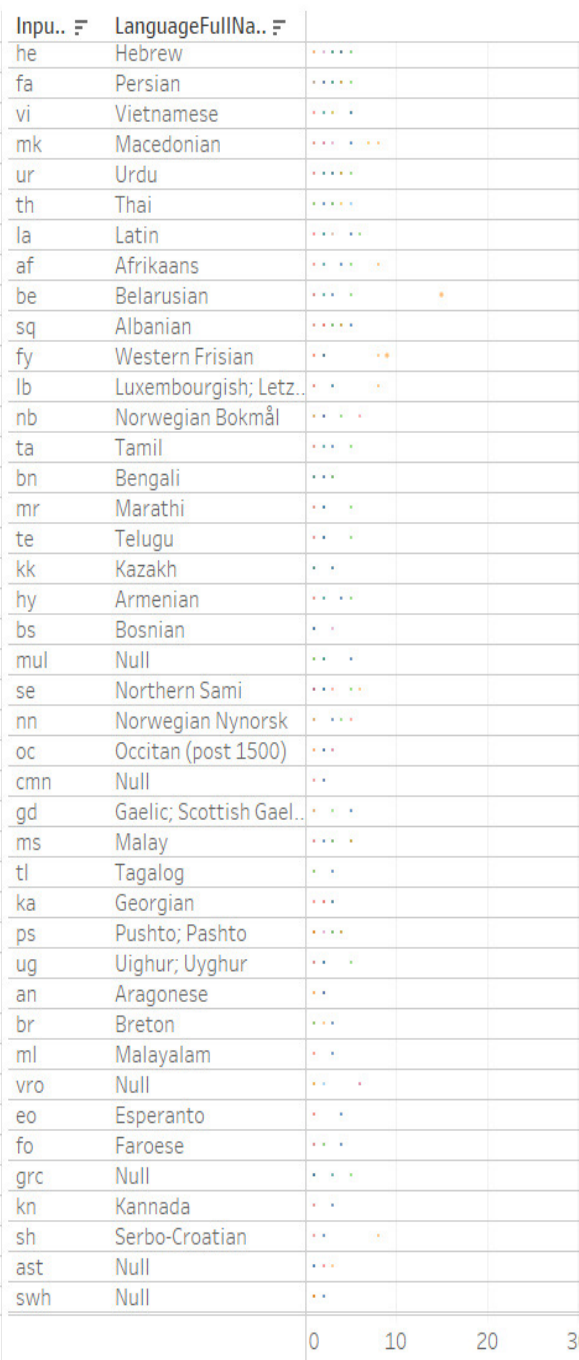 Inpu.. LanguageFullNa..
he Hebrew
fa Persian
vi Vietnamese
mk Macedonian
ur Urdu
th Thai
la Latin
af Afrikaans
be Belarusian
sq Albanian
fy Western Frisian
lb Luxembourgish; Letz..
nb Norwegian Bokmål
ta Tamil
bn Bengali
mr Marathi
te Telugu
kk Kazakh
hy Armenian
bs Bosnian
mul Null
se Northern Sami
nn Norwegian Nynorsk
oc Occitan (post 1500)
cmn Null
gd Gaelic; Scottish Gael..
ms Malay
tl Tagalog
ka Georgian
ps Pushto; Pashto
ug Uighur; Uyghur
an Aragonese
br Breton
ml Malayalam
vro Null
eo Esperanto
fo Faroese
grc Null
kn Kannada
sh Serbo-Croatian
ast Null
swh Null
0 10 20 3